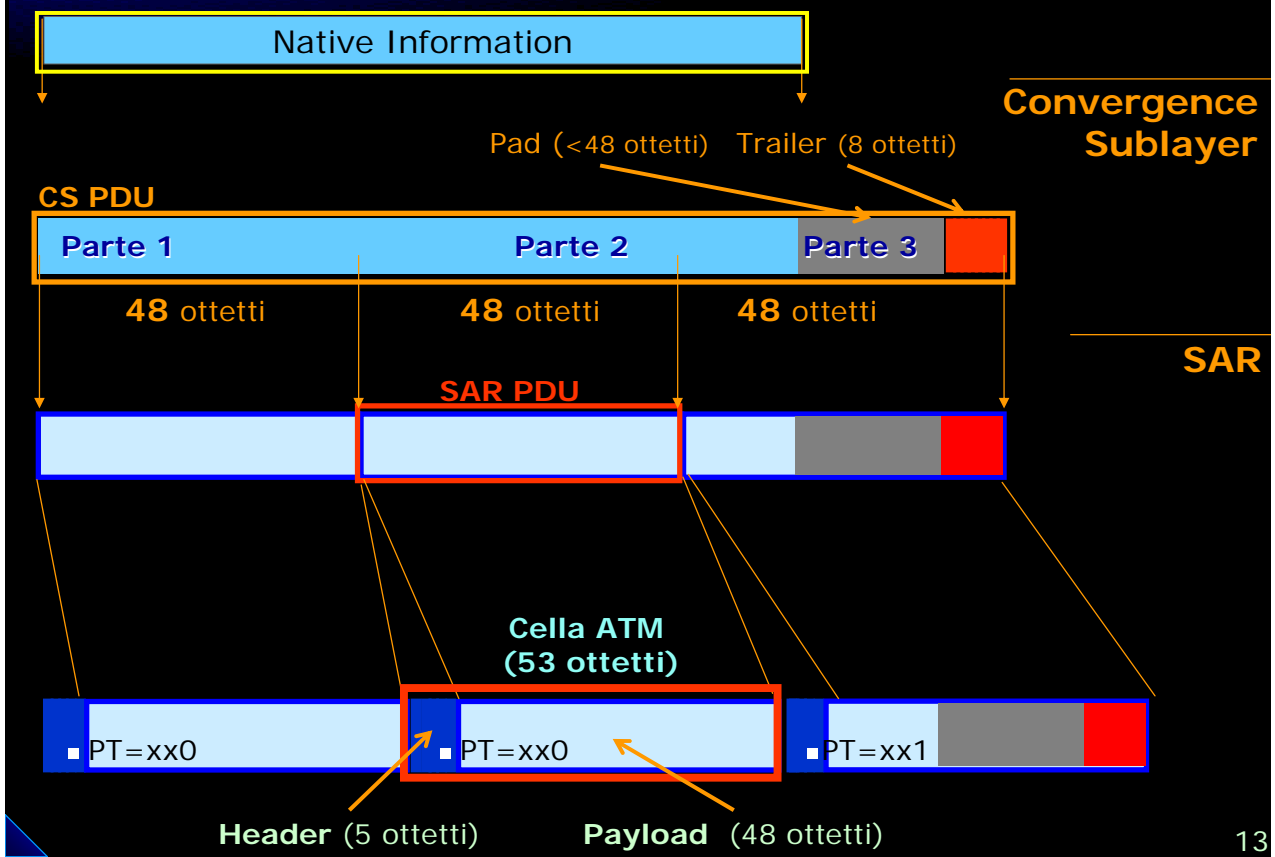 Native Information
Convergence
Sublayer
Pad (<48 ottetti) Trailer (8 ottetti)
CS PDU
Parte 1 Parte 2 Parte 3
48 ottetti 48 ottetti 48 ottetti
SAR
SAR PDU
Cella ATM
(53 ottetti)
PT=xx0 PT=xx0 PT=xx1
Header (5 ottetti) Payload (48 ottetti)
13